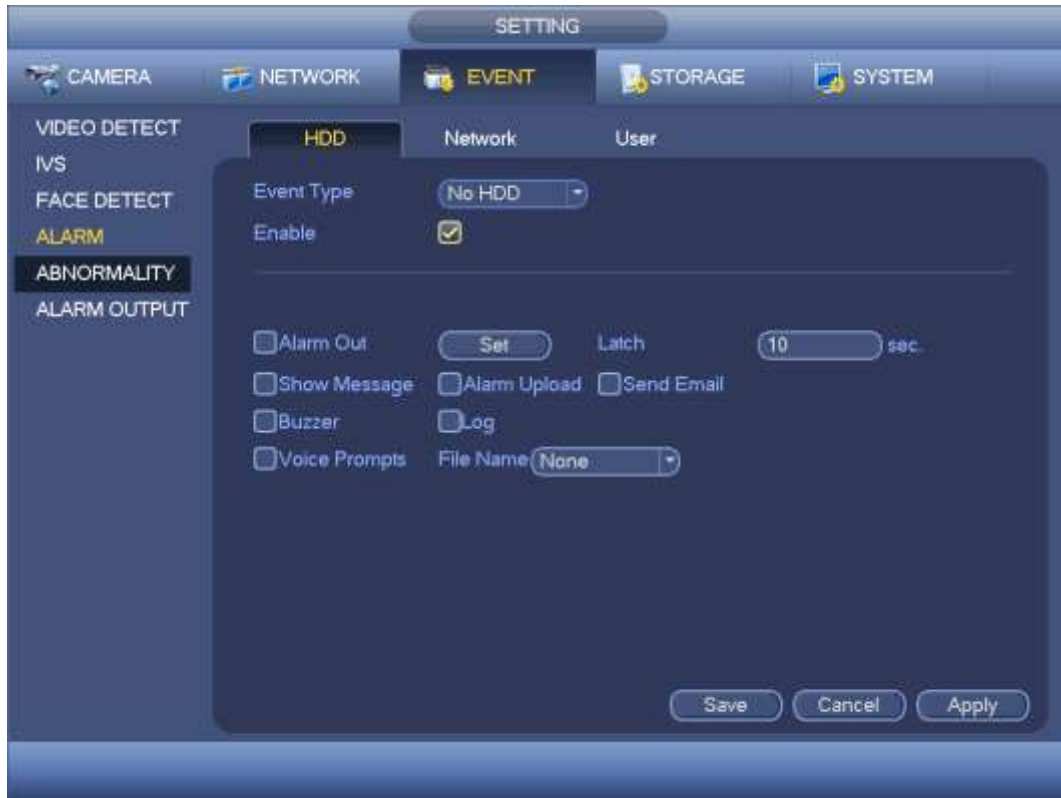 SETTING
CAMERA NETWORK EVENT STORAGE SYSTEM
VIDEO DETECT
IVS
FACE DETECT
ALARM
ABNORMALITY
ALARM OUTPUT
HDD Network User
Event Type No HDD
Enable
Alarm Out Set Latch 10 sec.
Show Message Alarm Upload Send Email
Buzzer Log
Voice Prompts File Name None
Save Cancel Apply